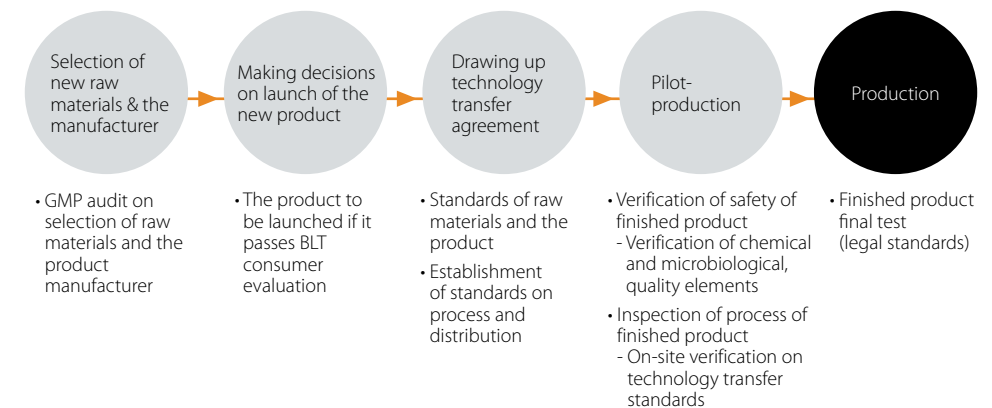 Selection of
new raw
materials & the
manufacturer
Making decisions
on launch of the
new product
Drawing up
technology
transfer
agreement
Pilot-
production
Production
• GMP audit on
selection of raw
materials and the
product
manufacturer
• The product to
be launched if it
passes BLT
consumer
evaluation
• Standards of raw
materials and the
product
• Establishment
of standards on
process and
distribution
• Verification of safety of
finished product
- Verification of chemical
and microbiological,
quality elements
• Inspection of process of
finished product
- On-site verification on
technology transfer
standards
• Finished product
final test
(legal standards)